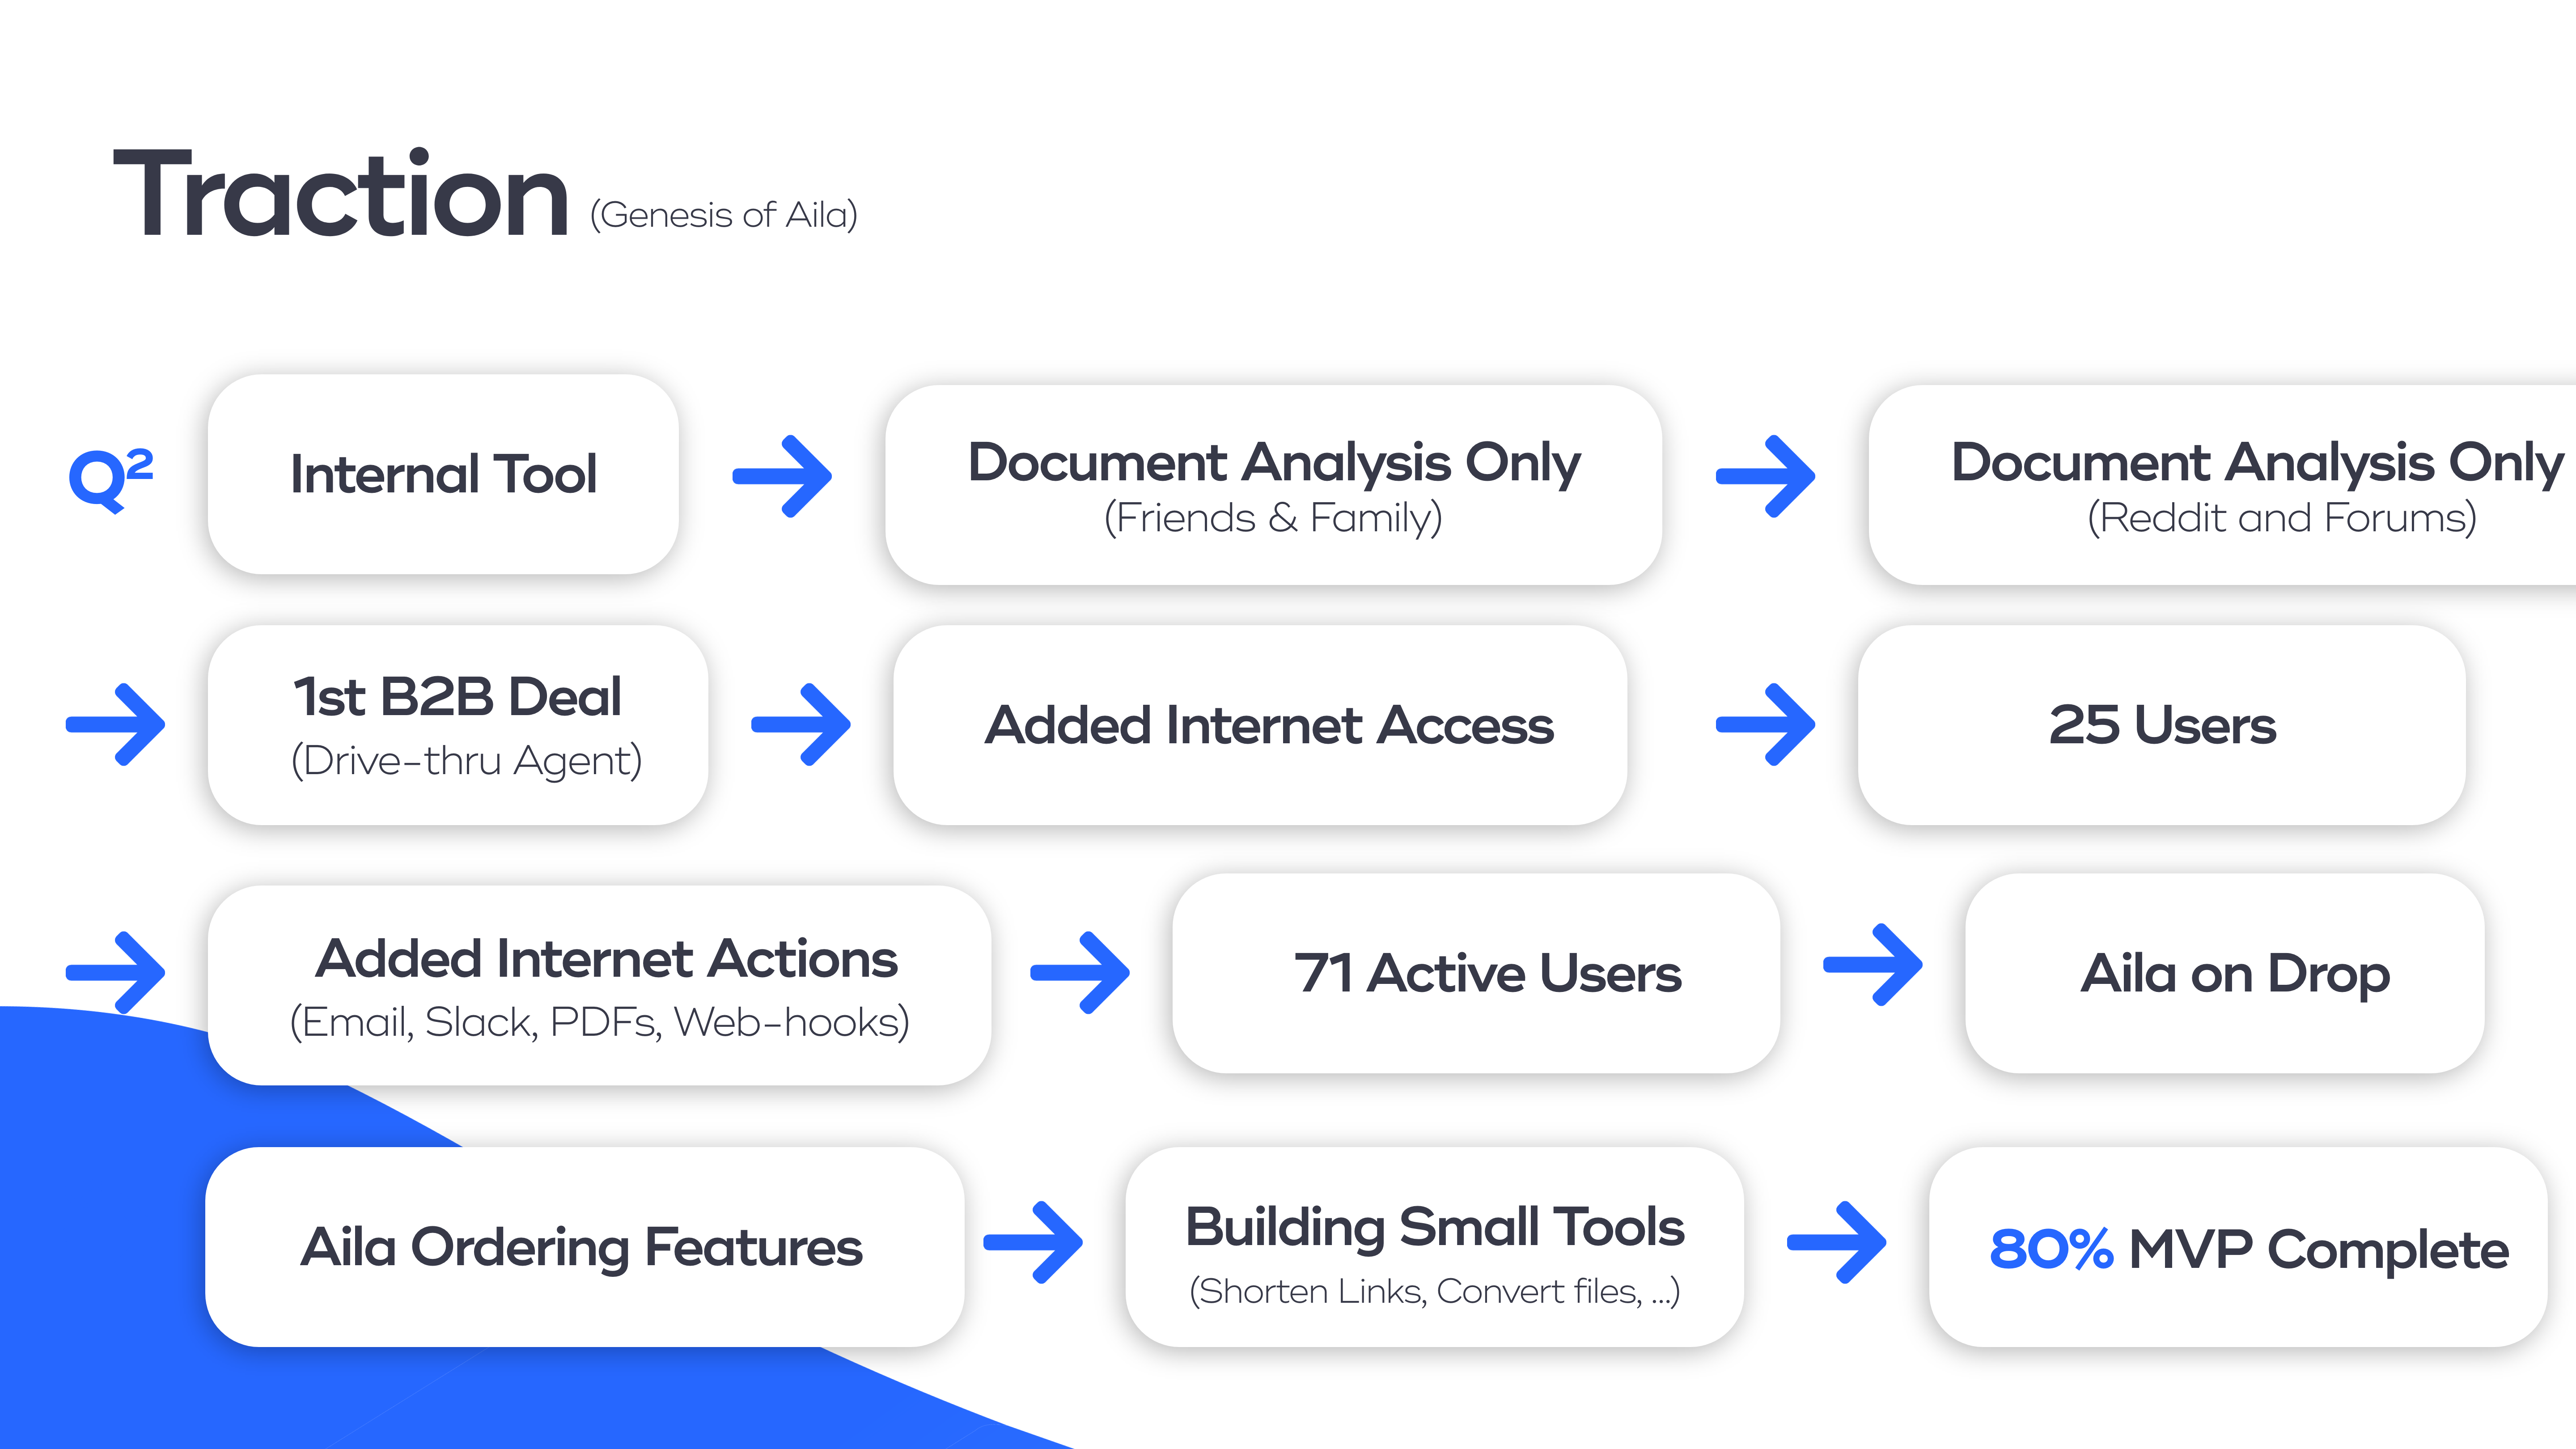 Traction (Genesis of Aila)
Q²
Internal Tool
Document Analysis Only
(Friends & Family)
Document Analysis Only
(Reddit and Forums)
1st B2B Deal
(Drive-thru Agent)
Added Internet Access
25 Users
Added Internet Actions
(Email, Slack, PDFs, Web-hooks)
71 Active Users
Aila on Drop
Aila Ordering Features
Building Small Tools
(Shorten Links, Convert files, ...)
80% MVP Complete